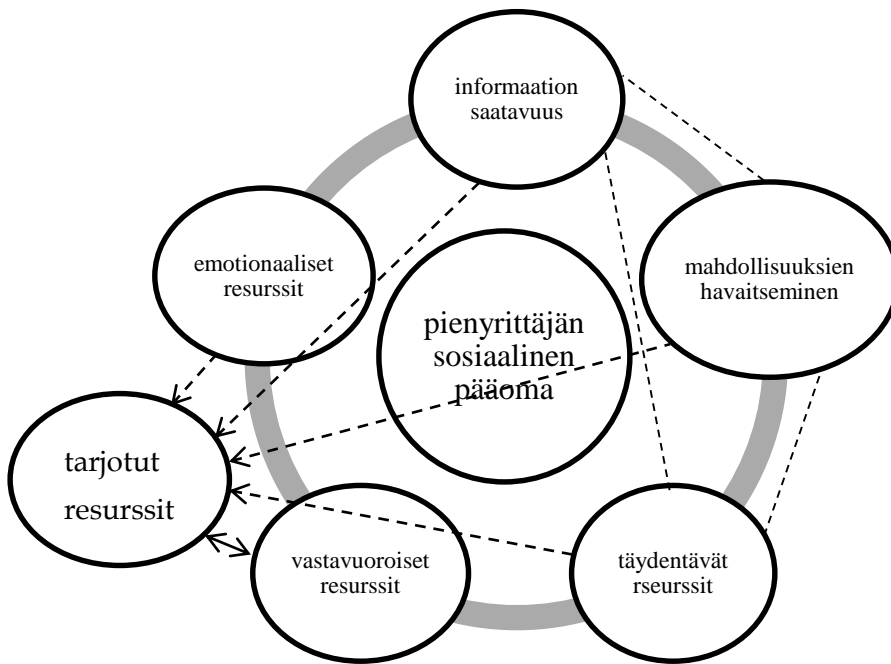 informaation
saatavuus
emotionaaliset
resurssit
mahdollisuuksien
havaitseminen
pienyrittäjän
sosiaalinen
pääoma
tarjotut
resurssit
vastavuoroiset
resurssit
täydentävät
rseurssit